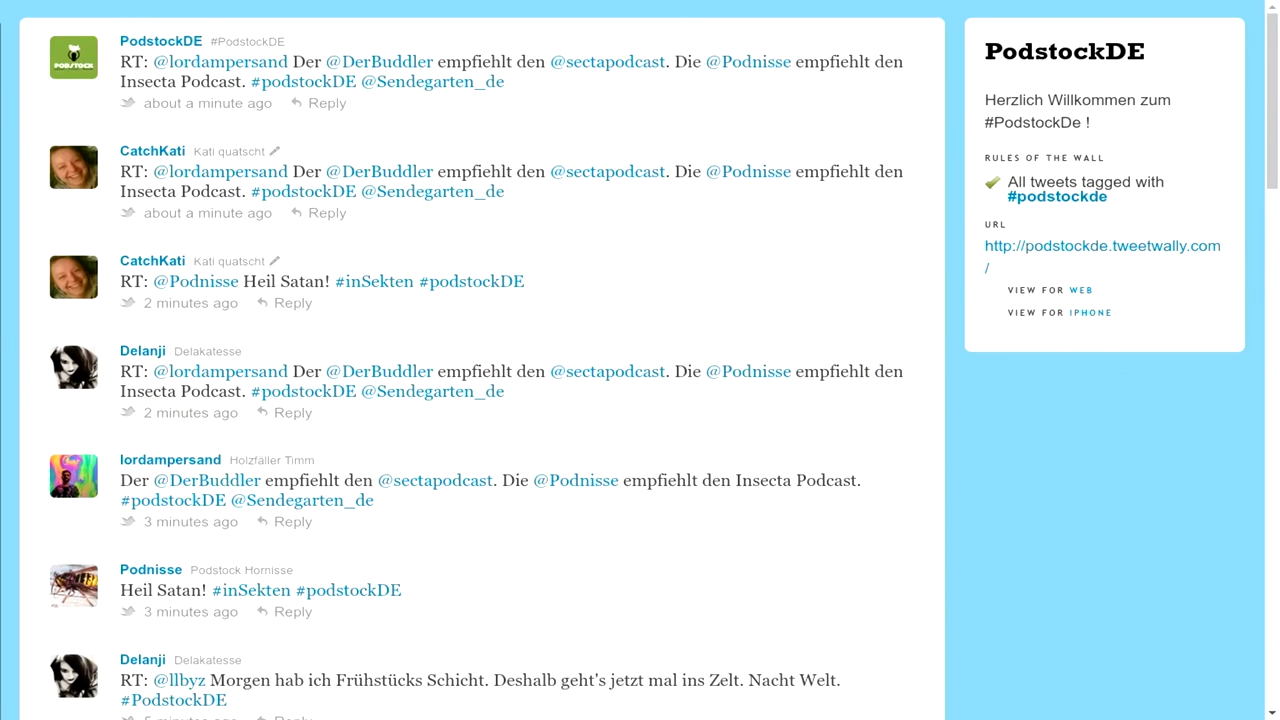 PodstockDE #PodstockDE
RT: @lordampersand Der @DerBuddler empfiehlt den @sectapodcast. Die @Podnisse empfiehlt den
Insecta Podcast. #podstockDE @Sendegarten_de
about a minute ago Reply
CatchKati Kati quatscht
RT: @lordampersand Der @DerBuddler empfiehlt den @sectapodcast. Die @Podnisse empfiehlt den
Insecta Podcast. #podstockDE @Sendegarten_de
about a minute ago Reply
CatchKati Kati quatscht
RT: @Podnisse Heil Satan! #inSekten #podstockDE
2 minutes ago Reply
Delanji Delakatesse
RT: @lordampersand Der @DerBuddler empfiehlt den @sectapodcast. Die @Podnisse empfiehlt den
Insecta Podcast. #podstockDE @Sendegarten_de
2 minutes ago Reply
lordampersand Holzfäller Timm
Der @DerBuddler empfiehlt den @sectapodcast. Die @Podnisse empfiehlt den Insecta Podcast.
#podstockDE @Sendegarten_de
3 minutes ago Reply
Podnisse Podstock Hornisse
Heil Satan! #inSekten #podstockDE
3 minutes ago Reply
Delanji Delakatesse
RT: @llbyz Morgen hab ich Frühstücks Schicht. Deshalb geht's jetzt mal ins Zelt. Nacht Welt.
#PodstockDE
5 minutes ago Reply
PODSTOCK
PodstockDE
Herzlich Willkommen zum
#PodstockDe !
RULES OF THE WALL
All tweets tagged with
#podstockde
URL
http://podstockde.tweetwally.com
/
VIEW FOR WEB
VIEW FOR IPHONE